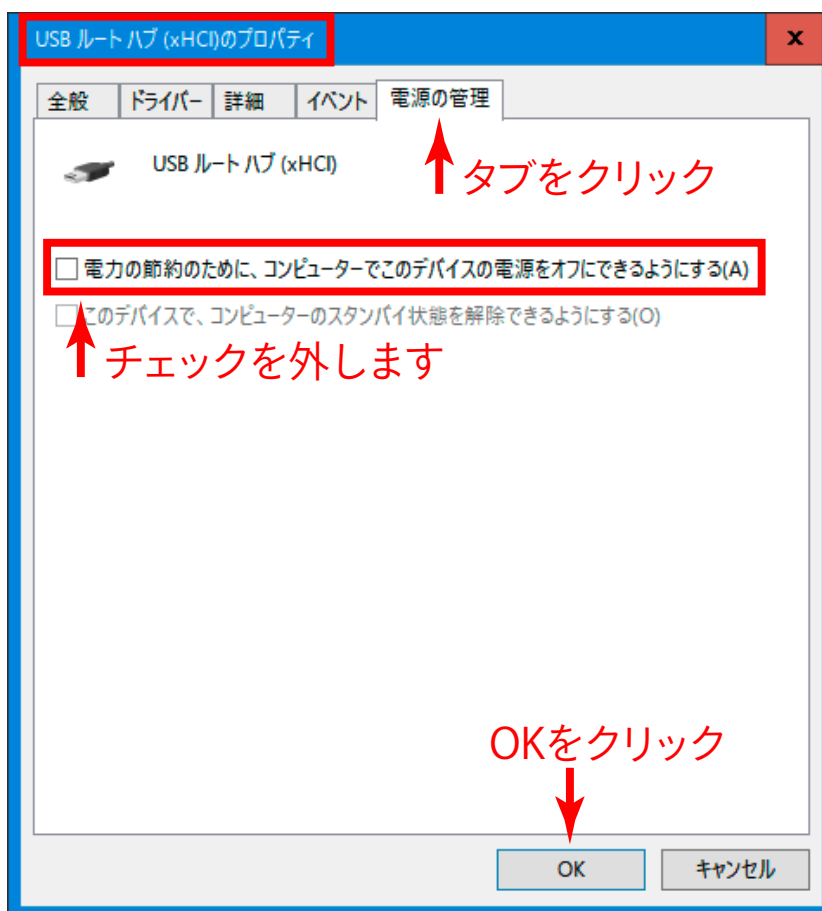 USB ルート ハブ (xHCI)のプロパティ
x
全般 ドライバー 詳細 イベント 電源の管理
USB ルート ハブ (xHCI)
タブをクリック
電力の節約のために、コンピューターでこのデバイスの電源をオフにできるようにする(A)
このデバイスで、コンピューターのスタンバイ状態を解除できるようにする(O)
チェックを外します
OKをクリック
OK キャンセル